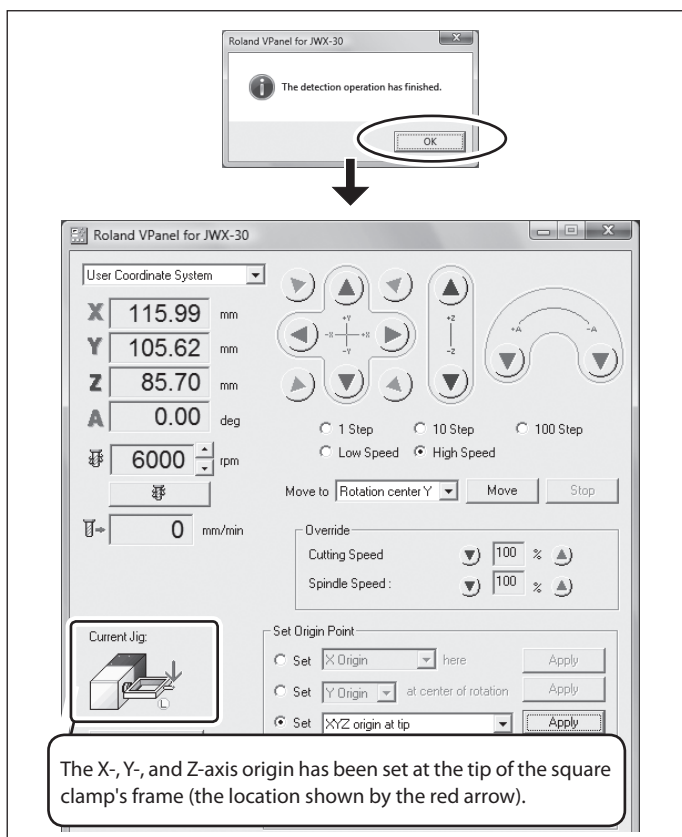 Roland VPanel for JWX-30
The detection operation has finished.
OK
Roland VPanel for JWX-30
User Coordinate System
X 115.99 mm
Y 105.62 mm
Z 85.70 mm
A 0.00 deg
6000 rpm
0 mm/min
+Y
-X +X
-Y
+Z
-Z
+A -A
1 Step 10 Step 100 Step
Low Speed High Speed
Move to Rotation center Y Move Stop
Override
Cutting Speed 100 %
Spindle Speed : 100 %
Current Jig:
L
Set Origin Point
Set X Origin here Apply
Set Y Origin at center of rotation Apply
Set XYZ origin at tip Apply
The X-, Y-, and Z-axis origin has been set at the tip of the square
clamp's frame (the location shown by the red arrow).